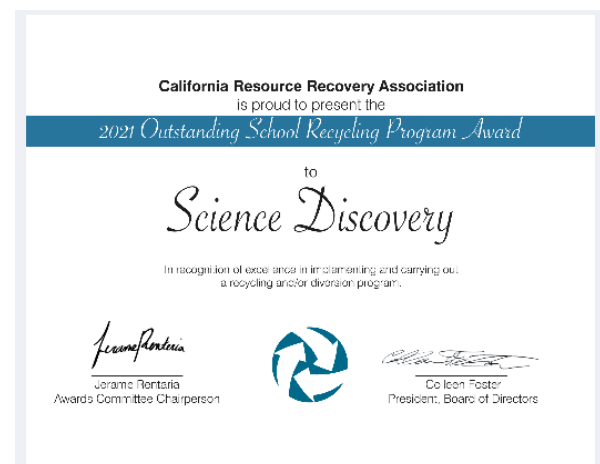 California Resource Recovery Association
is proud to present the
2021 Outstanding School Recycling Program Award
to
Science Discovery
In recognition of excellence in implementing and carrying out
a recycling and/or diversion program.
Jerame Renteria
Jerame Rentaria
Awards Committee Chairperson
Colleen Foster
President, Board of Directors